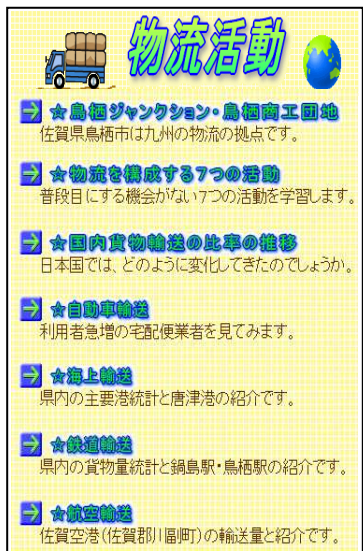 物流活動
☆鳥栖ジャンクション・鳥栖商工団地
佐賀県鳥栖市は九州の物流の拠点です。
☆物流を構成する7つの活動
普段目にする機会がない7つの活動を学習します。
☆国内貨物輸送の比率の推移
日本国では、どのように変化してきたのでしょうか。
☆自動車輸送
利用者急増の宅配便業者を見てみます。
☆海上輸送
県内の主要港統計と唐津港の紹介です。
☆鉄道輸送
県内の貨物量統計と鍋島駅・鳥栖駅の紹介です。
☆航空輸送
佐賀空港(佐賀郡川副町)の輸送量と紹介です。